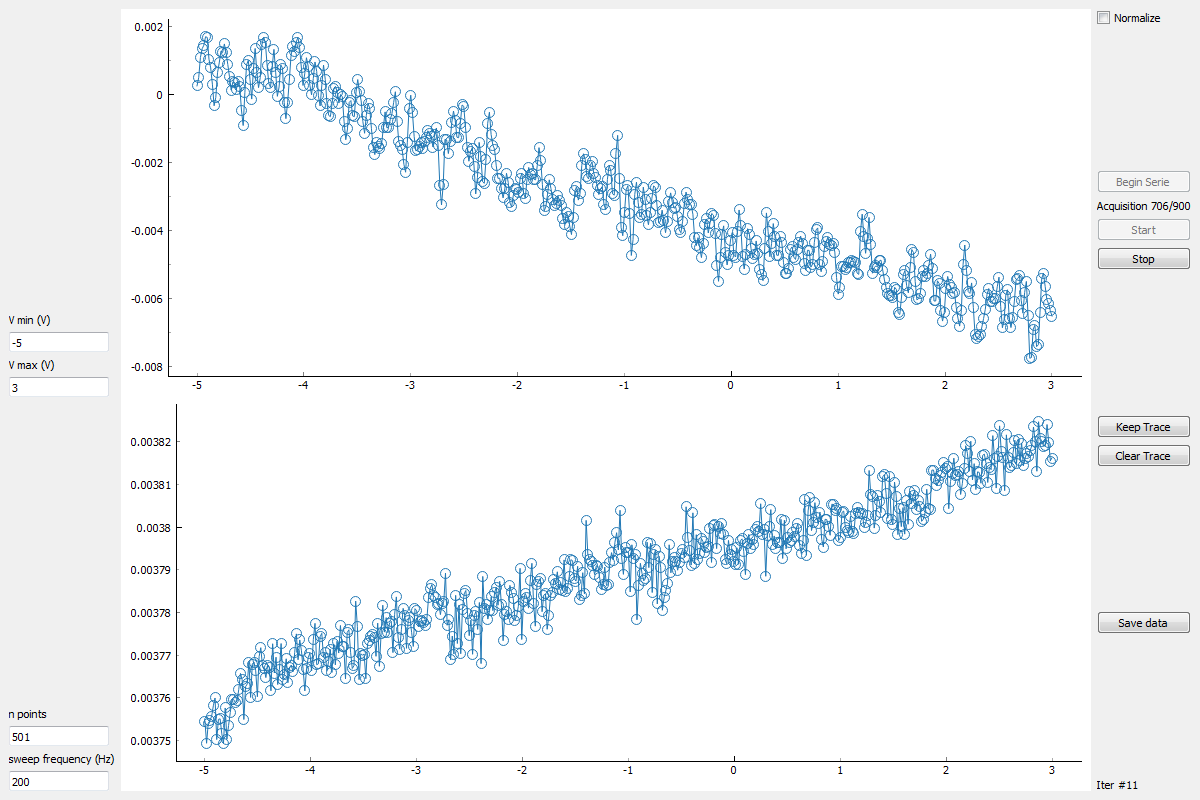 Normalize
0.002
0
-0.002
-0.004
-0.006
-0.008
-5 -4 -3 -2 -1 0 1 2 3
Begin Serie
Acquisition 706/900
Start
Stop
V min (V)
-5
V max (V)
3
0.00382
0.00381
0.0038
0.00379
0.00378
0.00377
0.00376
0.00375
-5 -4 -3 -2 -1 0 1 2 3
Keep Trace
Clear Trace
Save data
n points
501
sweep frequency (Hz)
200
Iter #11